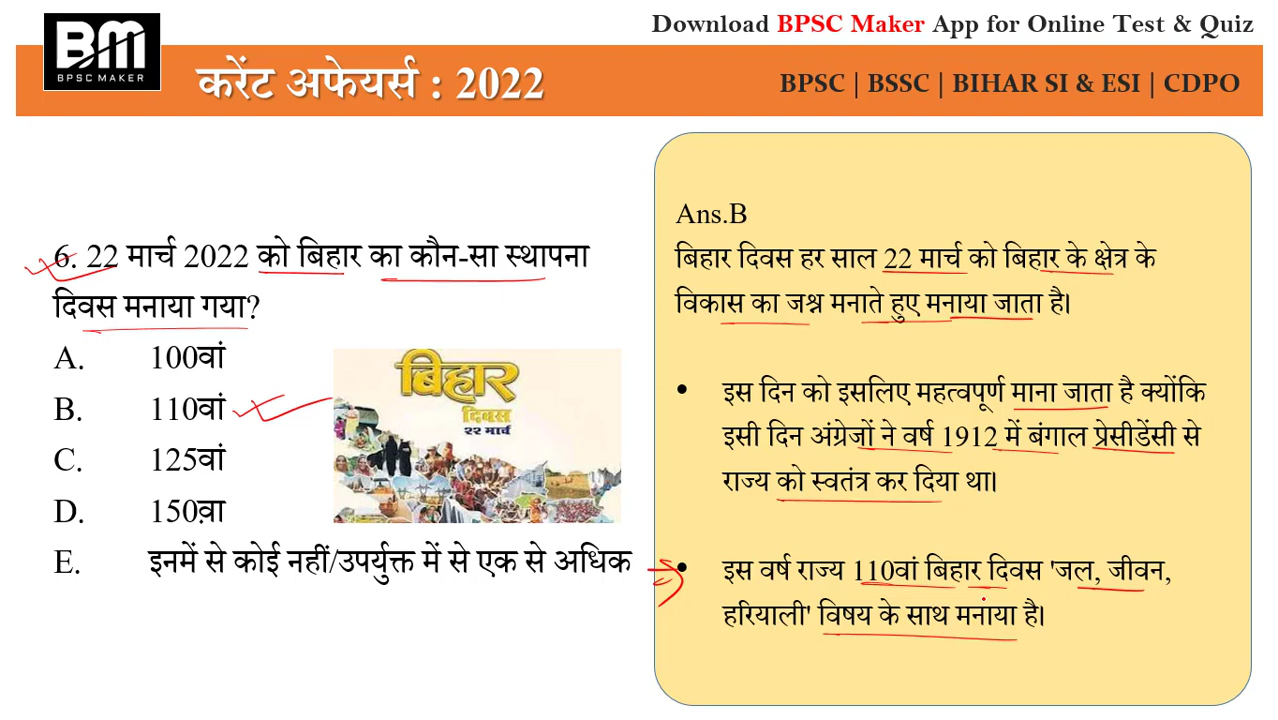 Download BPSC Maker App for Online Test & Quiz
BM
BPSC MAKER
करेंट अफेयर्स : 2022
BPSC | BSSC | BIHAR SI & ESI | CDPO
6. 22 मार्च 2022 को बिहार का कौन-सा स्थापना
दिवस मनाया गया?
A. 100वां
B. 110वां
C. 125वां
D. 150वा
E. इनमें से कोई नहीं/उपर्युक्त में से एक से अधिक
बिहार
दिवस
२२ मार्च
Ans.B
बिहार दिवस हर साल 22 मार्च को बिहार के क्षेत्र के
विकास का जश्न मनाते हुए मनाया जाता है।
• इस दिन को इसलिए महत्वपूर्ण माना जाता है क्योंकि
इसी दिन अंग्रेजों ने वर्ष 1912 में बंगाल प्रेसीडेंसी से
राज्य को स्वतंत्र कर दिया था।
• इस वर्ष राज्य 110वां बिहार दिवस 'जल, जीवन,
हरियाली' विषय के साथ मनाया है।